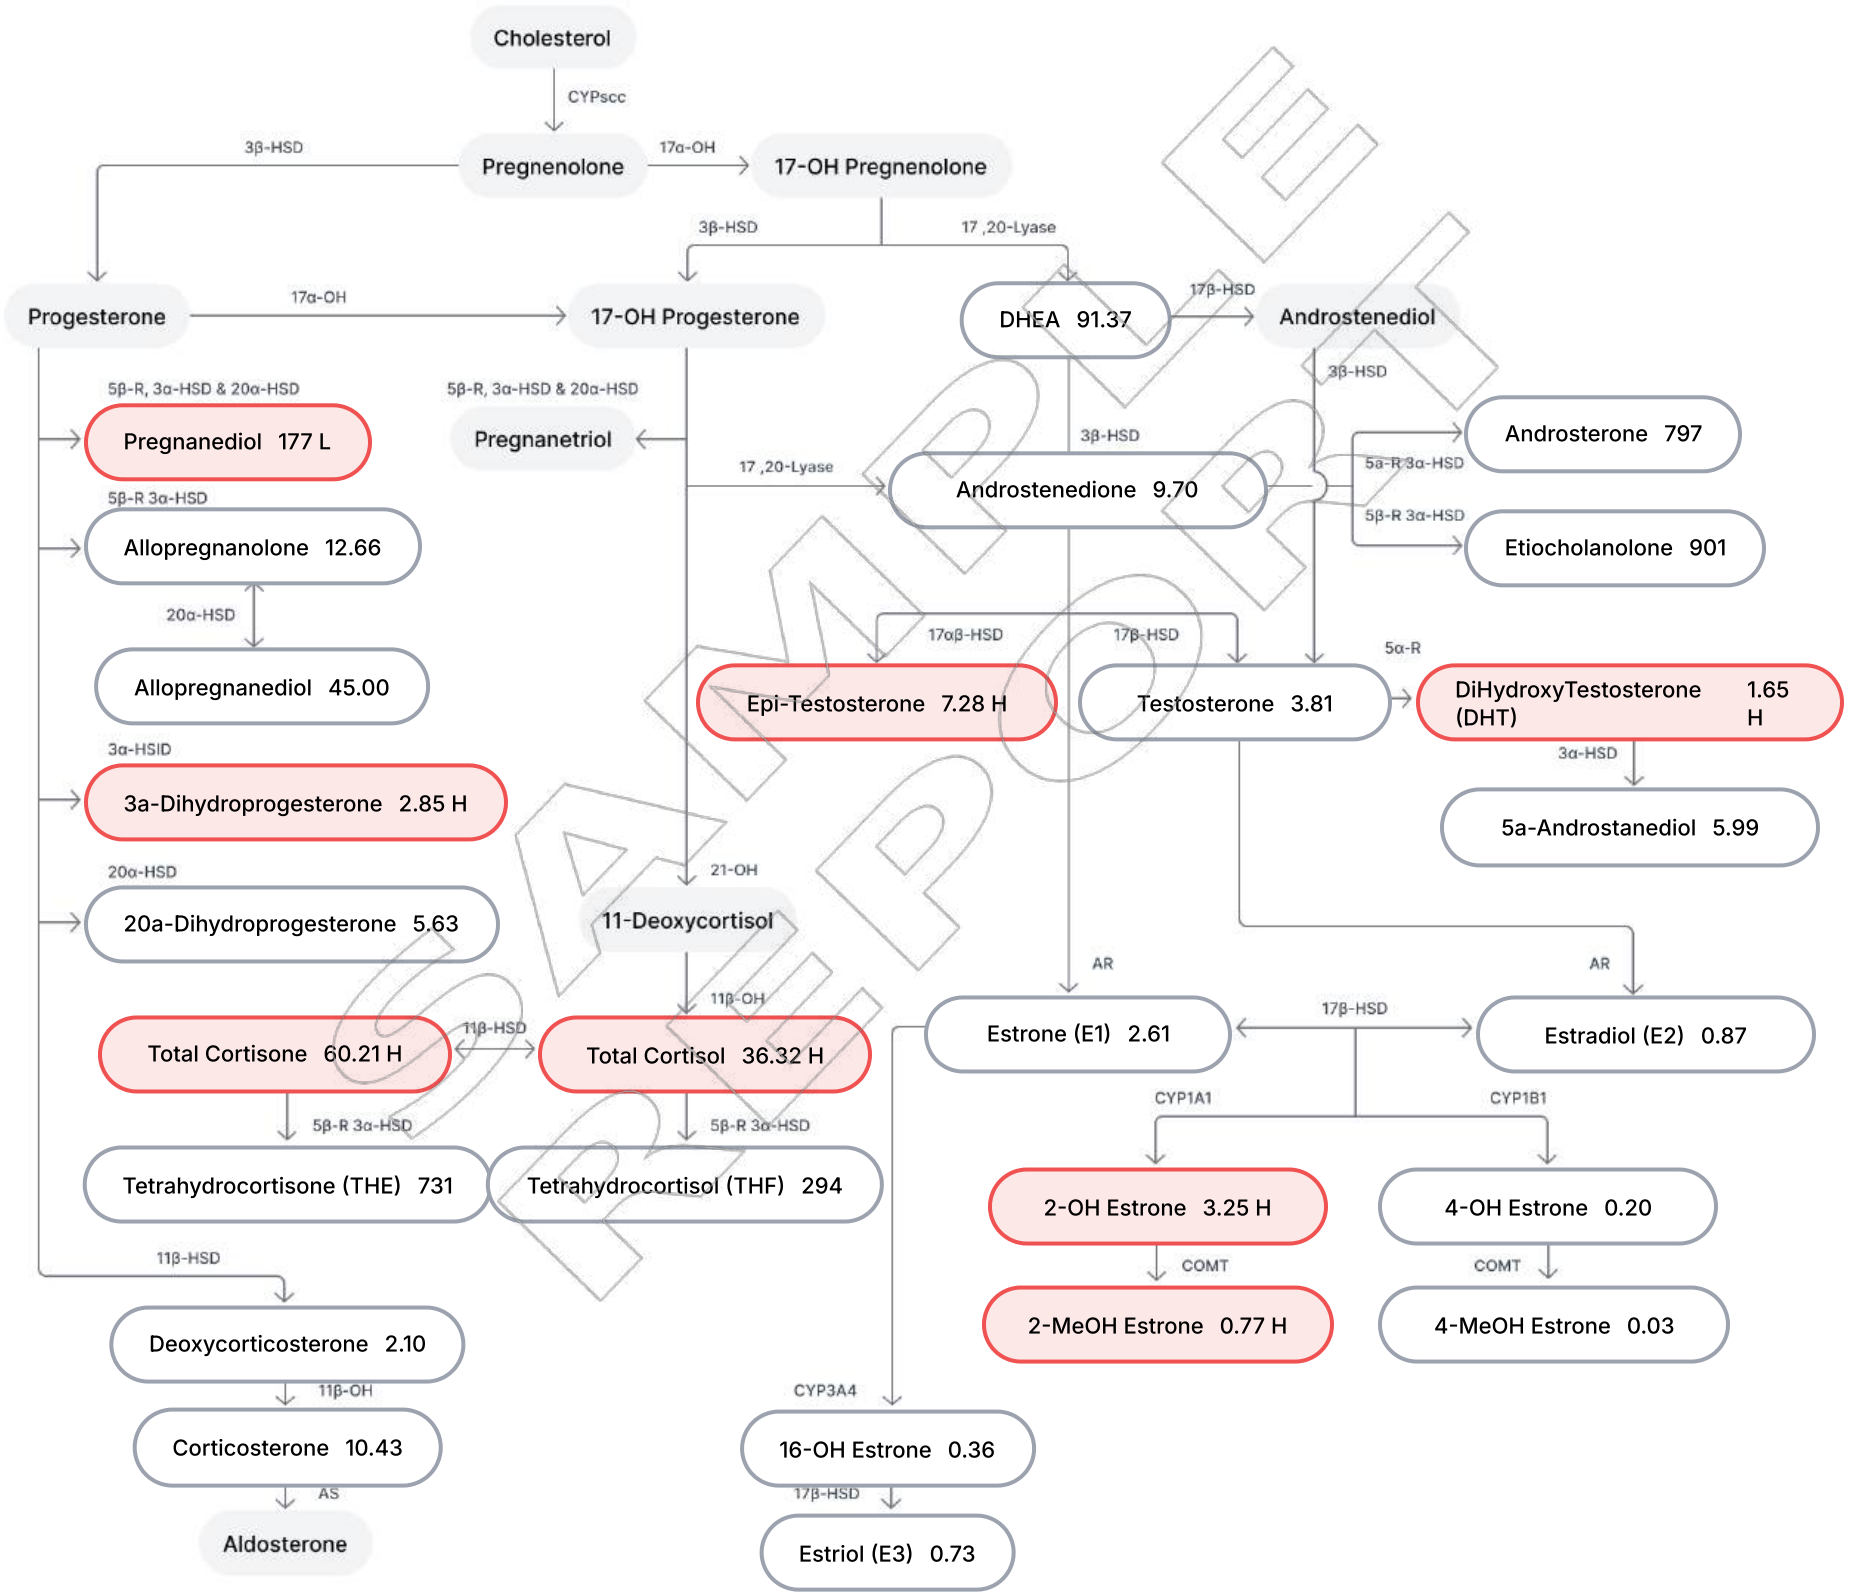 Cholesterol
CYPscc
3β-HSD
Pregnenolone
17α-OH
17-OH Pregnenolone
3β-HSD
17 ,20-Lyase
Progesterone
17α-OH
17-OH Progesterone
DHEA 91.37
17β-HSD
Androstenediol
3β-HSD
5β-R, 3α-HSD & 20α-HSD
Pregnanediol 177 L
5β-R, 3α-HSD & 20α-HSD
Pregnanetriol
17 ,20-Lyase
3β-HSD
Androstenedione 9.70
Androsterone 797
5a-R 3α-HSD
5β-R 3α-HSD
Etiocholanolone 901
5β-R 3α-HSD
Allopregnanolone 12.66
20α-HSD
Allopregnanediol 45.00
17αβ-HSD
17β-HSD
Epi-Testosterone 7.28 H
Testosterone 3.81
5α-R
DiHydroxyTestosterone 1.65
(DHT) H
3α-HSD
5a-Androstanediol 5.99
3α-HSID
3a-Dihydroprogesterone 2.85 H
20α-HSD
20a-Dihydroprogesterone 5.63
21-OH
11-Deoxycortisol
11β-OH
Total Cortisone 60.21 H
11β-HSD
Total Cortisol 36.32 H
5β-R 3α-HSD
5β-R 3α-HSD
Tetrahydrocortisone (THE) 731
Tetrahydrocortisol (THF) 294
AR
AR
Estrone (E1) 2.61
17β-HSD
Estradiol (E2) 0.87
CYP1A1
CYP1B1
2-OH Estrone 3.25 H
4-OH Estrone 0.20
COMT
COMT
2-MeOH Estrone 0.77 H
4-MeOH Estrone 0.03
11β-HSD
Deoxycorticosterone 2.10
11β-OH
Corticosterone 10.43
AS
Aldosterone
CYP3A4
16-OH Estrone 0.36
17β-HSD
Estriol (E3) 0.73
SAMPLE
REPORT